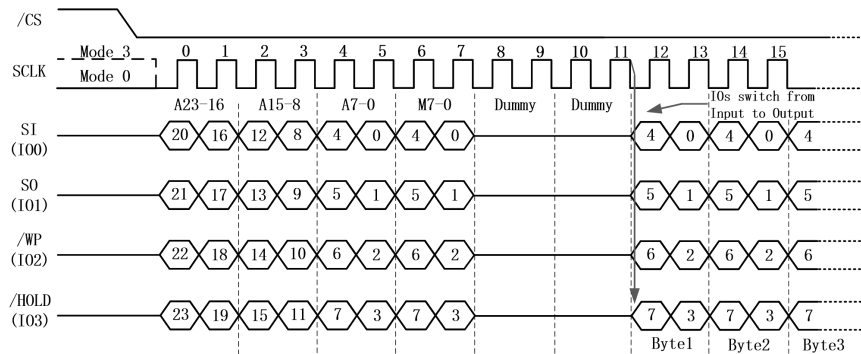 /CS
Mode 3 0 1 2 3 4 5 6 7 8 9 10 11 12 13 14 15
SCLK
Mode 0
A23-16 A15-8 A7-0 M7-0 Dummy Dummy
IOs switch from
Input to Output
SI
(IO0)
20 16 12 8 4 0 4 0 4 0 4 0 4
SO
(IO1)
21 17 13 9 5 1 5 1 5 1 5 1 5
/WP
(IO2)
22 18 14 10 6 2 6 2 6 2 6 2 6
/HOLD
(IO3)
23 19 15 11 7 3 7 3 7 3 7 3 7
Byte1 Byte2 Byte3